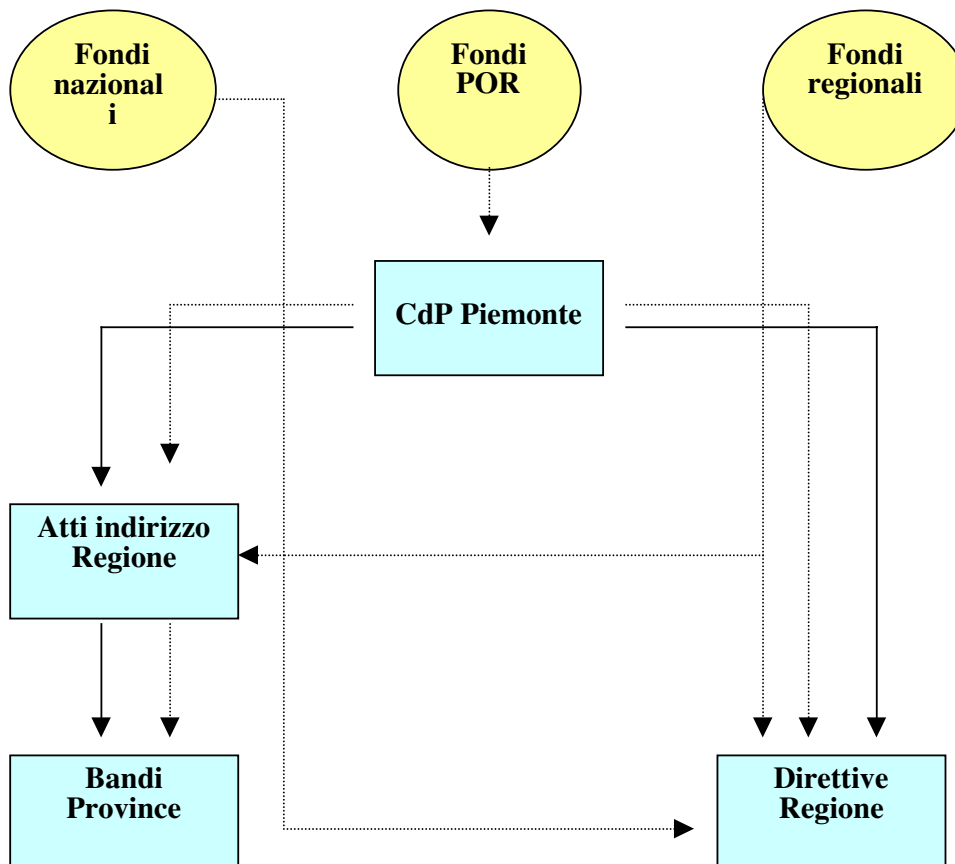 Fondi
nazional
i
Fondi
POR
Fondi
regionali
CdP Piemonte
Atti indirizzo
Regione
Bandi
Province
Direttive
Regione